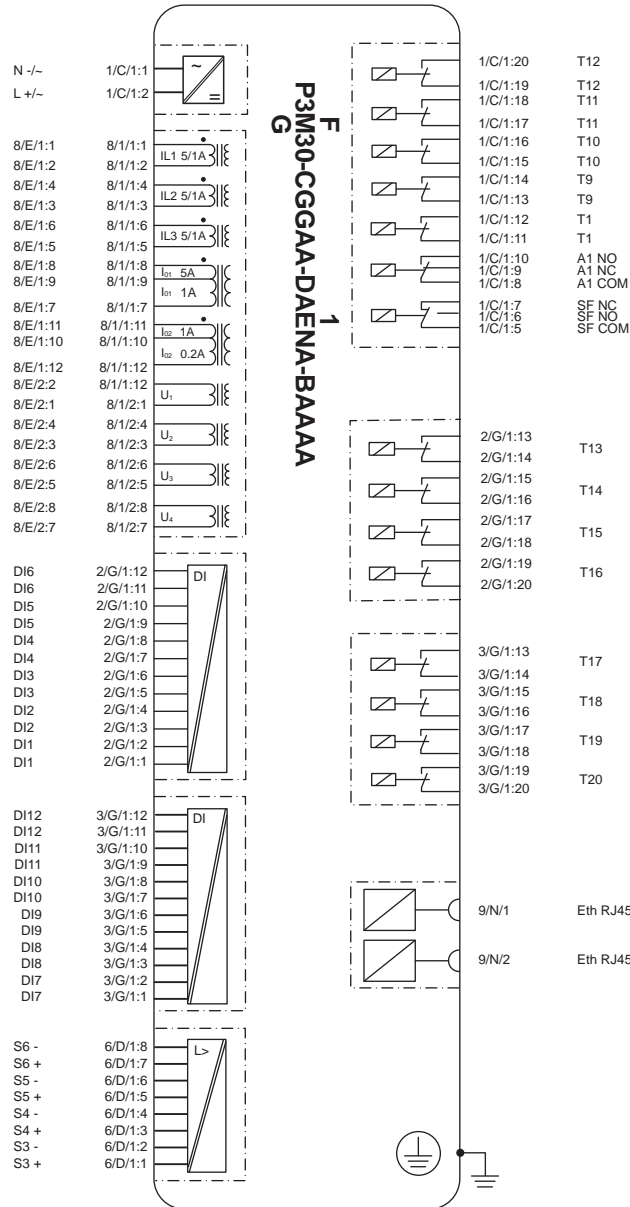 N -/~ 1/C/1:1
L +/~ 1/C/1:2
~
=
8/E/1:1 8/1/1:1
8/E/1:2 8/1/1:2
IL1 5/1A
8/E/1:4 8/1/1:4
8/E/1:3 8/1/1:3
IL2 5/1A
8/E/1:6 8/1/1:6
8/E/1:5 8/1/1:5
IL3 5/1A
8/E/1:8 8/1/1:8
8/E/1:9 8/1/1:9
I01 5A
I01 1A
8/E/1:7 8/1/1:7
8/E/1:11 8/1/1:11
8/E/1:10 8/1/1:10
I02 1A
I02 0.2A
8/E/1:12 8/1/1:12
8/E/2:2 8/1/1:12
8/E/2:1 8/1/2:1
U1
8/E/2:4 8/1/2:4
8/E/2:3 8/1/2:3
U2
8/E/2:6 8/1/2:6
8/E/2:5 8/1/2:5
U3
8/E/2:8 8/1/2:8
8/E/2:7 8/1/2:7
U4
DI6 2/G/1:12
DI
DI6 2/G/1:11
DI5 2/G/1:10
DI5 2/G/1:9
DI4 2/G/1:8
DI4 2/G/1:7
DI3 2/G/1:6
DI3 2/G/1:5
DI2 2/G/1:4
DI2 2/G/1:3
DI1 2/G/1:2
DI1 2/G/1:1
DI12 3/G/1:12
DI
DI12 3/G/1:11
DI11 3/G/1:10
DI11 3/G/1:9
DI10 3/G/1:8
DI10 3/G/1:7
DI9 3/G/1:6
DI9 3/G/1:5
DI8 3/G/1:4
DI8 3/G/1:3
DI7 3/G/1:2
DI7 3/G/1:1
S6 - 6/D/1:8
L>
S6 + 6/D/1:7
S5 - 6/D/1:6
S5 + 6/D/1:5
S4 - 6/D/1:4
S4 + 6/D/1:3
S3 - 6/D/1:2
S3 + 6/D/1:1
F 1
P3M30-CGGAA-DAENA-BAAAA
G
1/C/1:20 T12
1/C/1:19 T12
1/C/1:18 T11
1/C/1:17 T11
1/C/1:16 T10
1/C/1:15 T10
1/C/1:14 T9
1/C/1:13 T9
1/C/1:12 T1
1/C/1:11 T1
1/C/1:10 A1 NO
1/C/1:9 A1 NC
1/C/1:8 A1 COM
1/C/1:7 SF NC
1/C/1:6 SF NO
1/C/1:5 SF COM
2/G/1:13
T13
2/G/1:14
2/G/1:15
T14
2/G/1:16
2/G/1:17
T15
2/G/1:18
2/G/1:19
T16
2/G/1:20
3/G/1:13
T17
3/G/1:14
3/G/1:15
T18
3/G/1:16
3/G/1:17
T19
3/G/1:18
3/G/1:19
T20
3/G/1:20
9/N/1 Eth RJ45
9/N/2 Eth RJ45